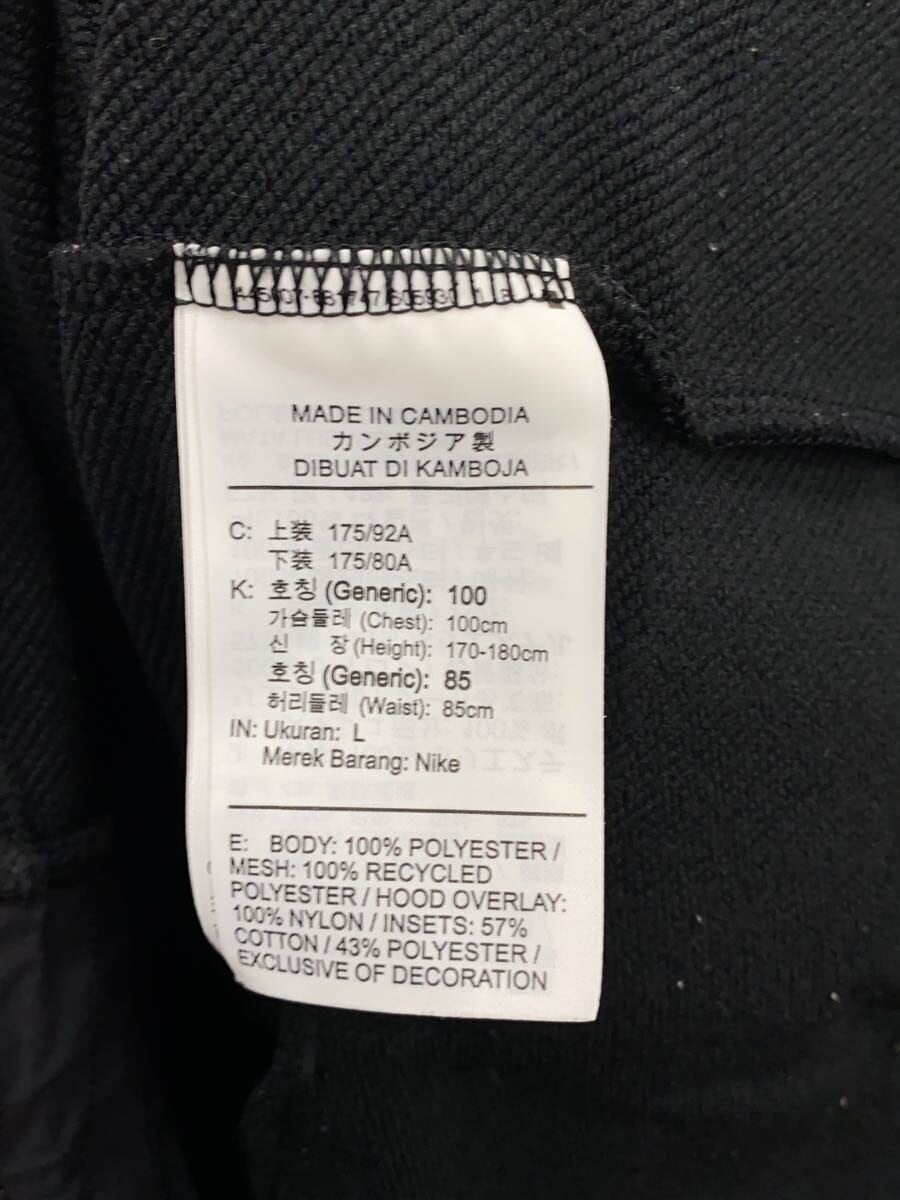 MADE IN CAMBODIA
カンボジア製
DIBUAT DI KAMBOJA
C: 上装 175/92A
下装 175/80A
K: 호칭 (Generic): 100
가슴둘레 (Chest): 100cm
신 장 (Height): 170-180cm
호칭 (Generic): 85
허리둘레 (Waist): 85cm
IN: Ukuran: L
Merek Barang: Nike
E: BODY: 100% POLYESTER /
MESH: 100% RECYCLED
POLYESTER / HOOD OVERLAY:
100% NYLON / INSETS: 57%
COTTON / 43% POLYESTER /
EXCLUSIVE OF DECORATION